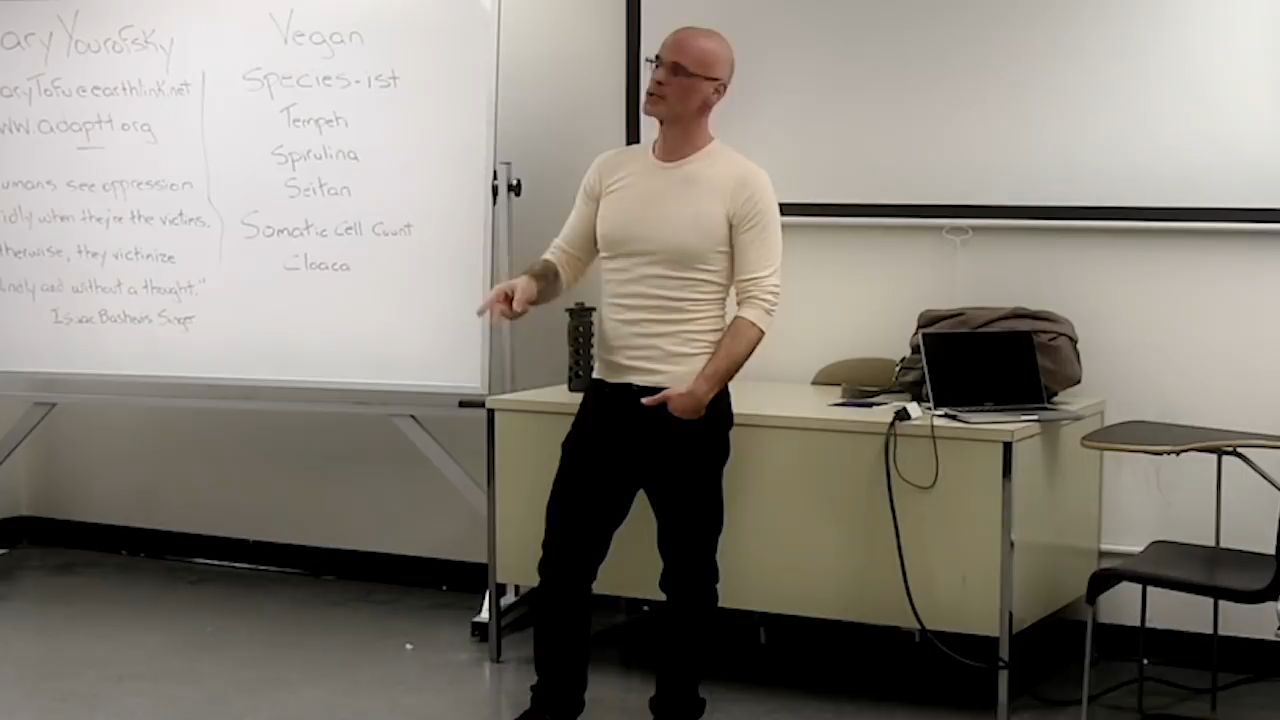 ary Yourofsky
aryTofu@earthlink.net
ww.adaptt.org
umans see oppression
idly when they're the victims.
therwise, they victimize
lindly and without a thought."
Isaac Bashevis Singer
Vegan
Species-ist
Tempeh
Spirulina
Seitan
Somatic Cell Count
Cloaca